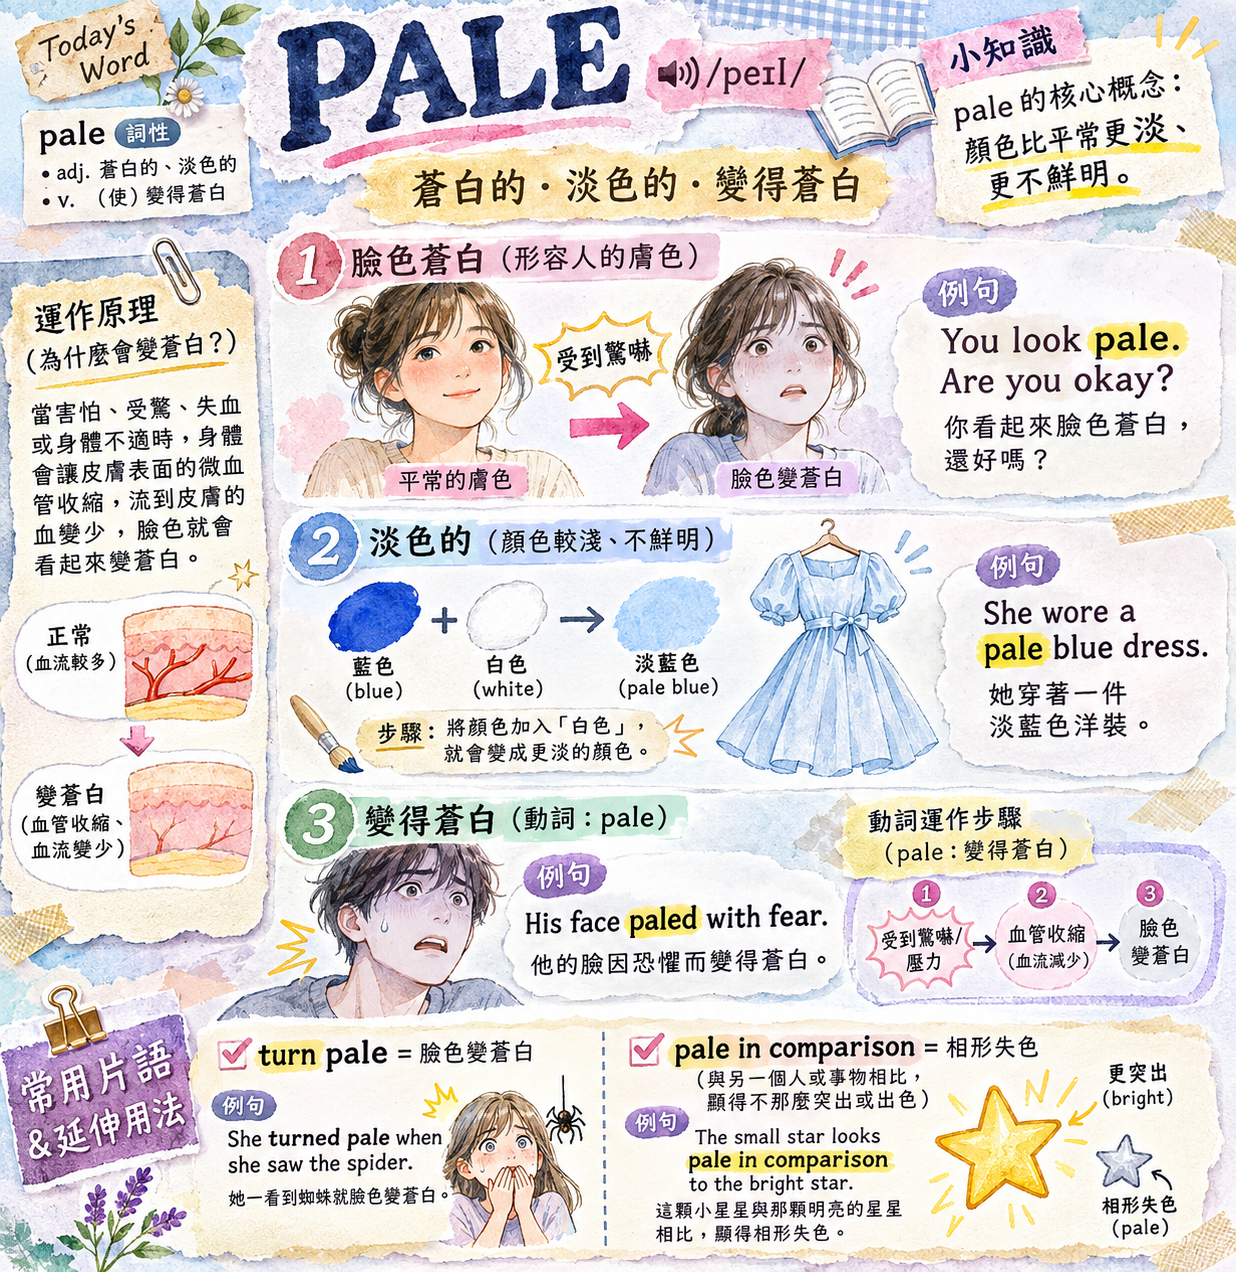 Today's
Word
PALE
/peɪl/
小知識
pale 的核心概念：
顏色比平常更淡、
更不鮮明。
pale 詞性
• adj. 蒼白的、淡色的
• v. （使）變得蒼白
蒼白的・淡色的・變得蒼白
運作原理
（為什麼會變蒼白？）
當害怕、受驚、失血
或身體不適時，身體
會讓皮膚表面的微血
管收縮，流到皮膚的
血變少，臉色就會
看起來變蒼白。
正常
（血流較多）
變蒼白
（血管收縮、
血流變少）
1 臉色蒼白（形容人的膚色）
受到驚嚇
平常的膚色
臉色變蒼白
例句
You look pale.
Are you okay?
你看起來臉色蒼白，
還好嗎？
2 淡色的（顏色較淺、不鮮明）
+
藍色
(blue)
白色
(white)
淡藍色
(pale blue)
步驟：將顏色加入「白色」，
就會變成更淡的顏色。
例句
She wore a
pale blue dress.
她穿著一件
淡藍色洋裝。
3 變得蒼白（動詞：pale）
例句
His face paled with fear.
他的臉因恐懼而變得蒼白。
動詞運作步驟
（pale：變得蒼白）
1
受到驚嚇/
壓力
2
血管收縮
（血流減少）
3
臉色
變蒼白
常用片語
&延伸用法
turn pale = 臉色變蒼白
例句
She turned pale when
she saw the spider.
她一看到蜘蛛就臉色變蒼白。
pale in comparison = 相形失色
（與另一個人或事物相比，
顯得不那麼突出或出色）
例句
The small star looks
pale in comparison
to the bright star.
這顆小星星與那顆明亮的星星
相比，顯得相形失色。
更突出
(bright)
相形失色
(pale)